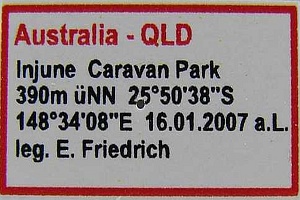 Australia - QLD
Injune Caravan Park
390m üNN 25°50'38"S
148°34'08"E 16.01.2007 a.L.
leg. E. Friedrich